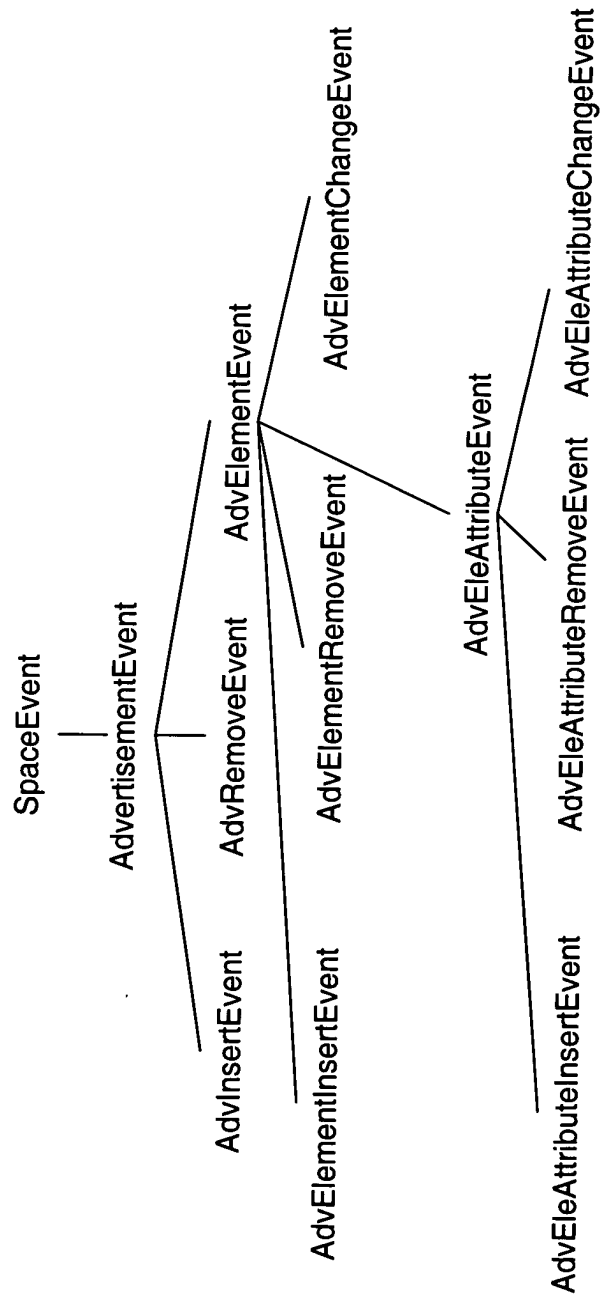 SpaceEvent
AdvertisementEvent
AdvInsertEvent
AdvRemoveEvent
AdvElementEvent
AdvElementInsertEvent
AdvElementRemoveEvent
AdvElementChangeEvent
AdvEleAttributeEvent
AdvEleAttributeInsertEvent
AdvEleAttributeRemoveEvent
AdvEleAttributeChangeEvent